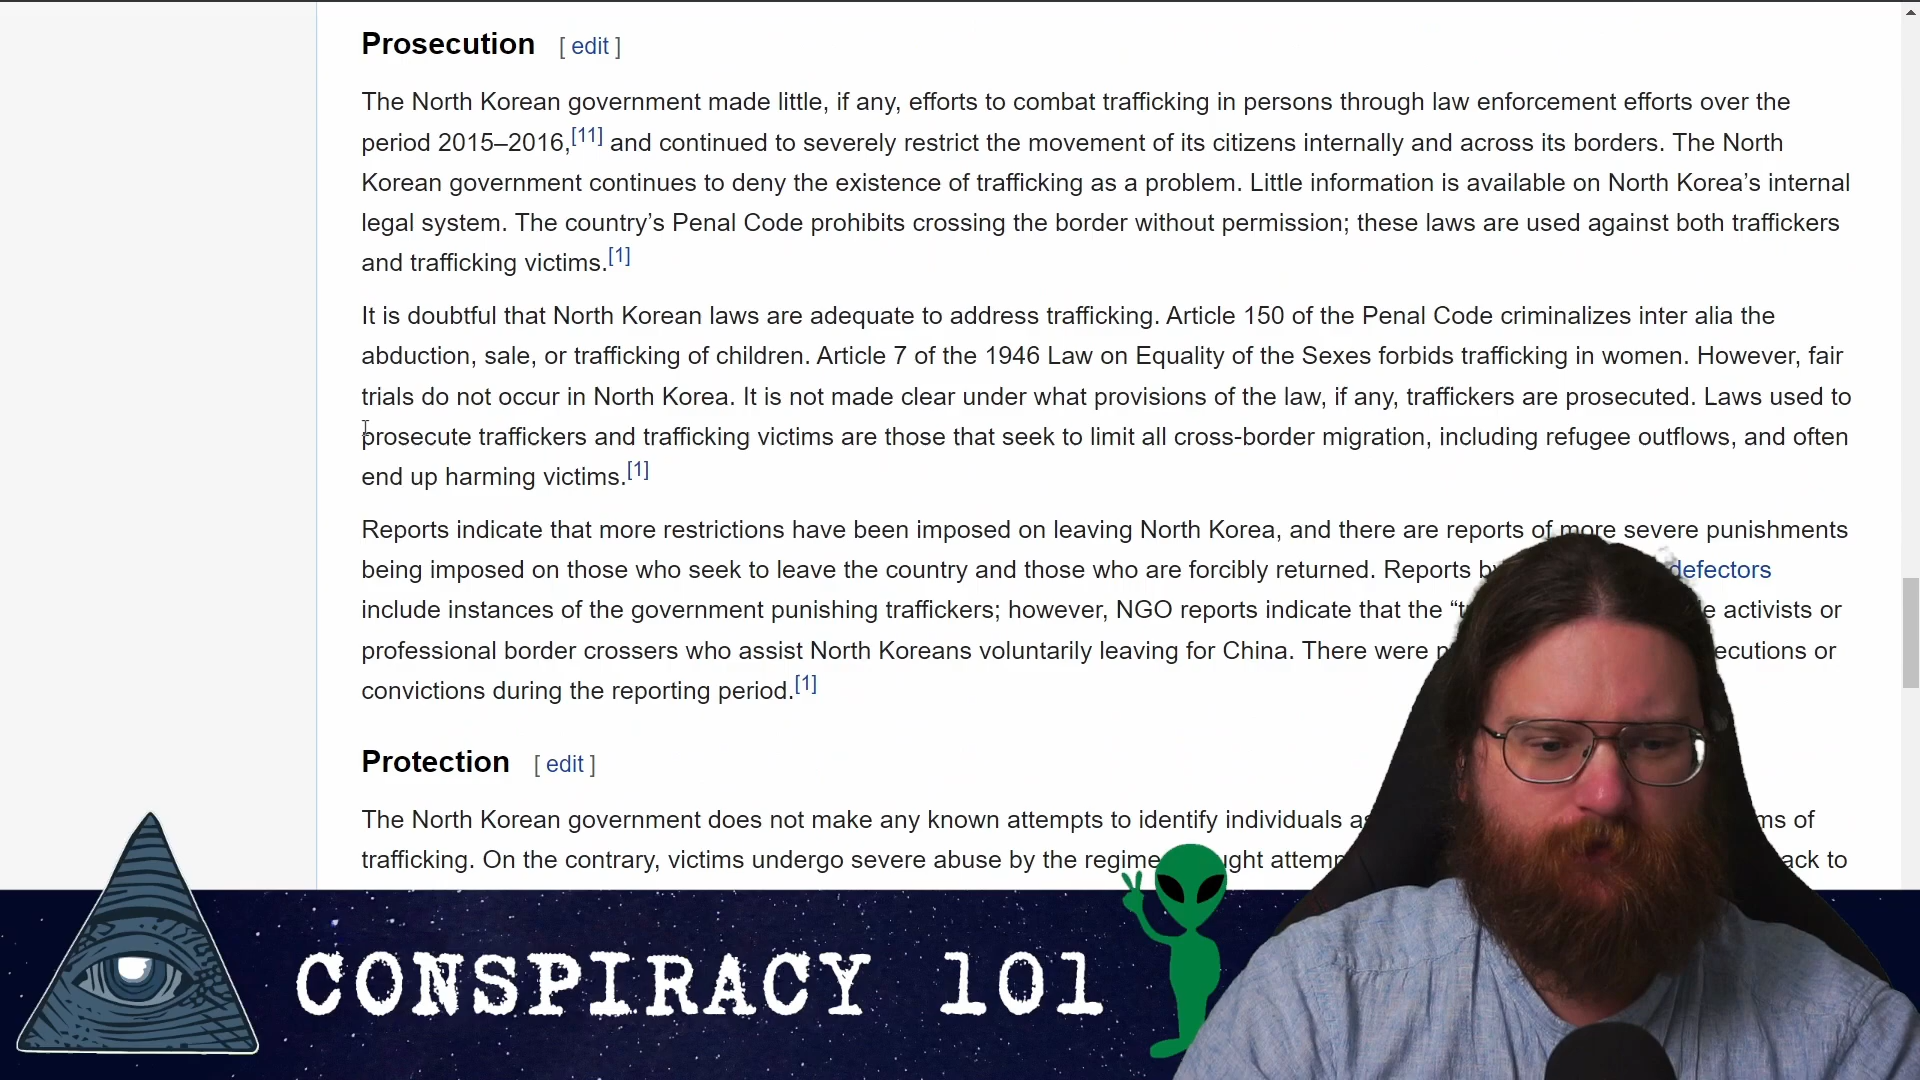 Prosecution [ edit ]
The North Korean government made little, if any, efforts to combat trafficking in persons through law enforcement efforts over the
period 2015–2016,[11] and continued to severely restrict the movement of its citizens internally and across its borders. The North
Korean government continues to deny the existence of trafficking as a problem. Little information is available on North Korea’s internal
legal system. The country’s Penal Code prohibits crossing the border without permission; these laws are used against both traffickers
and trafficking victims.[1]
It is doubtful that North Korean laws are adequate to address trafficking. Article 150 of the Penal Code criminalizes inter alia the
abduction, sale, or trafficking of children. Article 7 of the 1946 Law on Equality of the Sexes forbids trafficking in women. However, fair
trials do not occur in North Korea. It is not made clear under what provisions of the law, if any, traffickers are prosecuted. Laws used to
prosecute traffickers and trafficking victims are those that seek to limit all cross-border migration, including refugee outflows, and often
end up harming victims.[1]
Reports indicate that more restrictions have been imposed on leaving North Korea, and there are reports of more severe punishments
being imposed on those who seek to leave the country and those who are forcibly returned. Reports defectors
include instances of the government punishing traffickers; however, NGO reports indicate that the activists or
professional border crossers who assist North Koreans voluntarily leaving for China. There were or
convictions during the reporting period.[1]
Protection [ edit ]
The North Korean government does not make any known attempts to identify individuals of
trafficking. On the contrary, victims undergo severe abuse by the regime to
CONSPIRACY 101